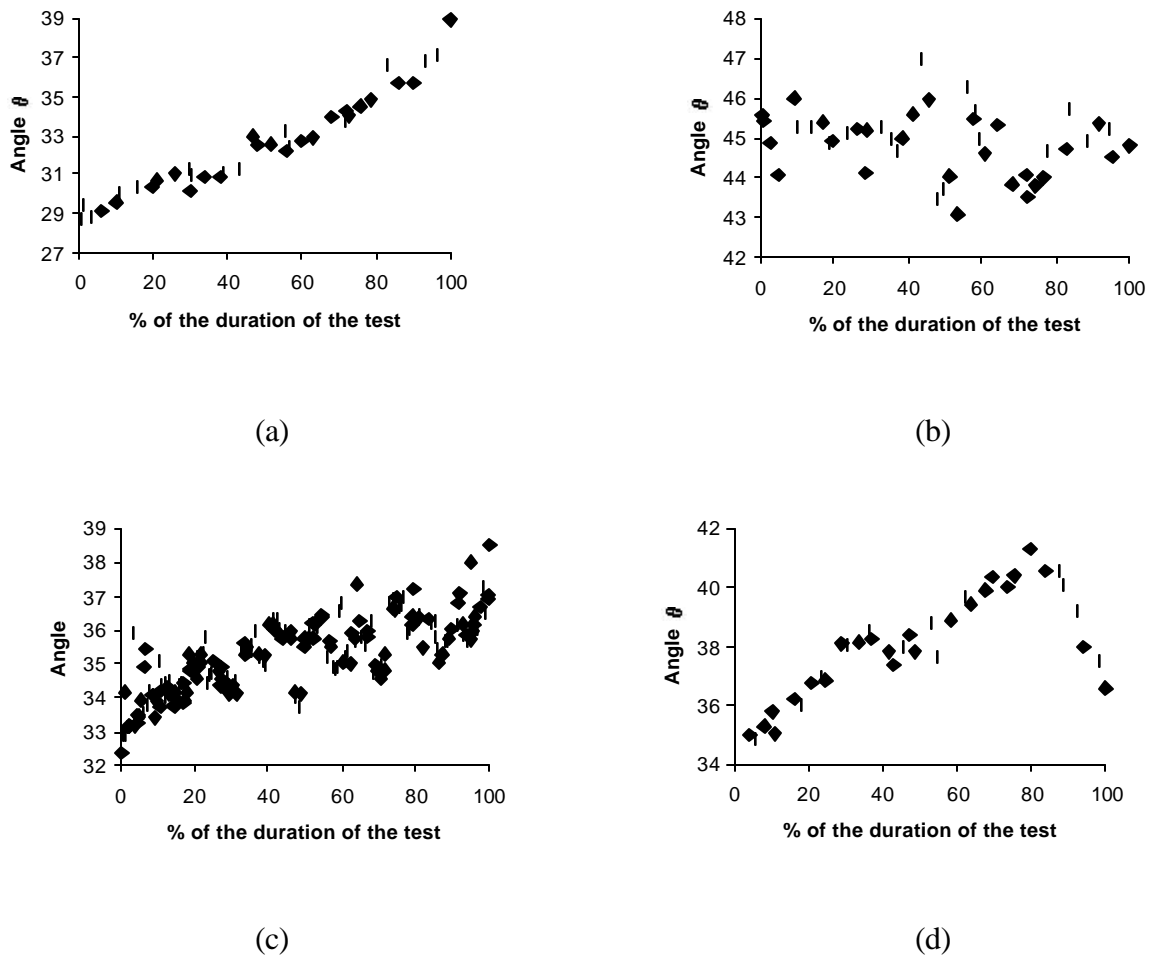 39
37
35
33
31
29
27
Angle θ
0 20 40 60 80 100
% of the duration of the test
(a)
48
47
46
45
44
43
42
Angle θ
0 20 40 60 80 100
% of the duration of the test
(b)
39
38
37
36
35
34
33
32
Angle
0 20 40 60 80 100
% of the duration of the test
(c)
42
40
38
36
34
Angle θ
0 20 40 60 80 100
% of the duration of the test
(d)